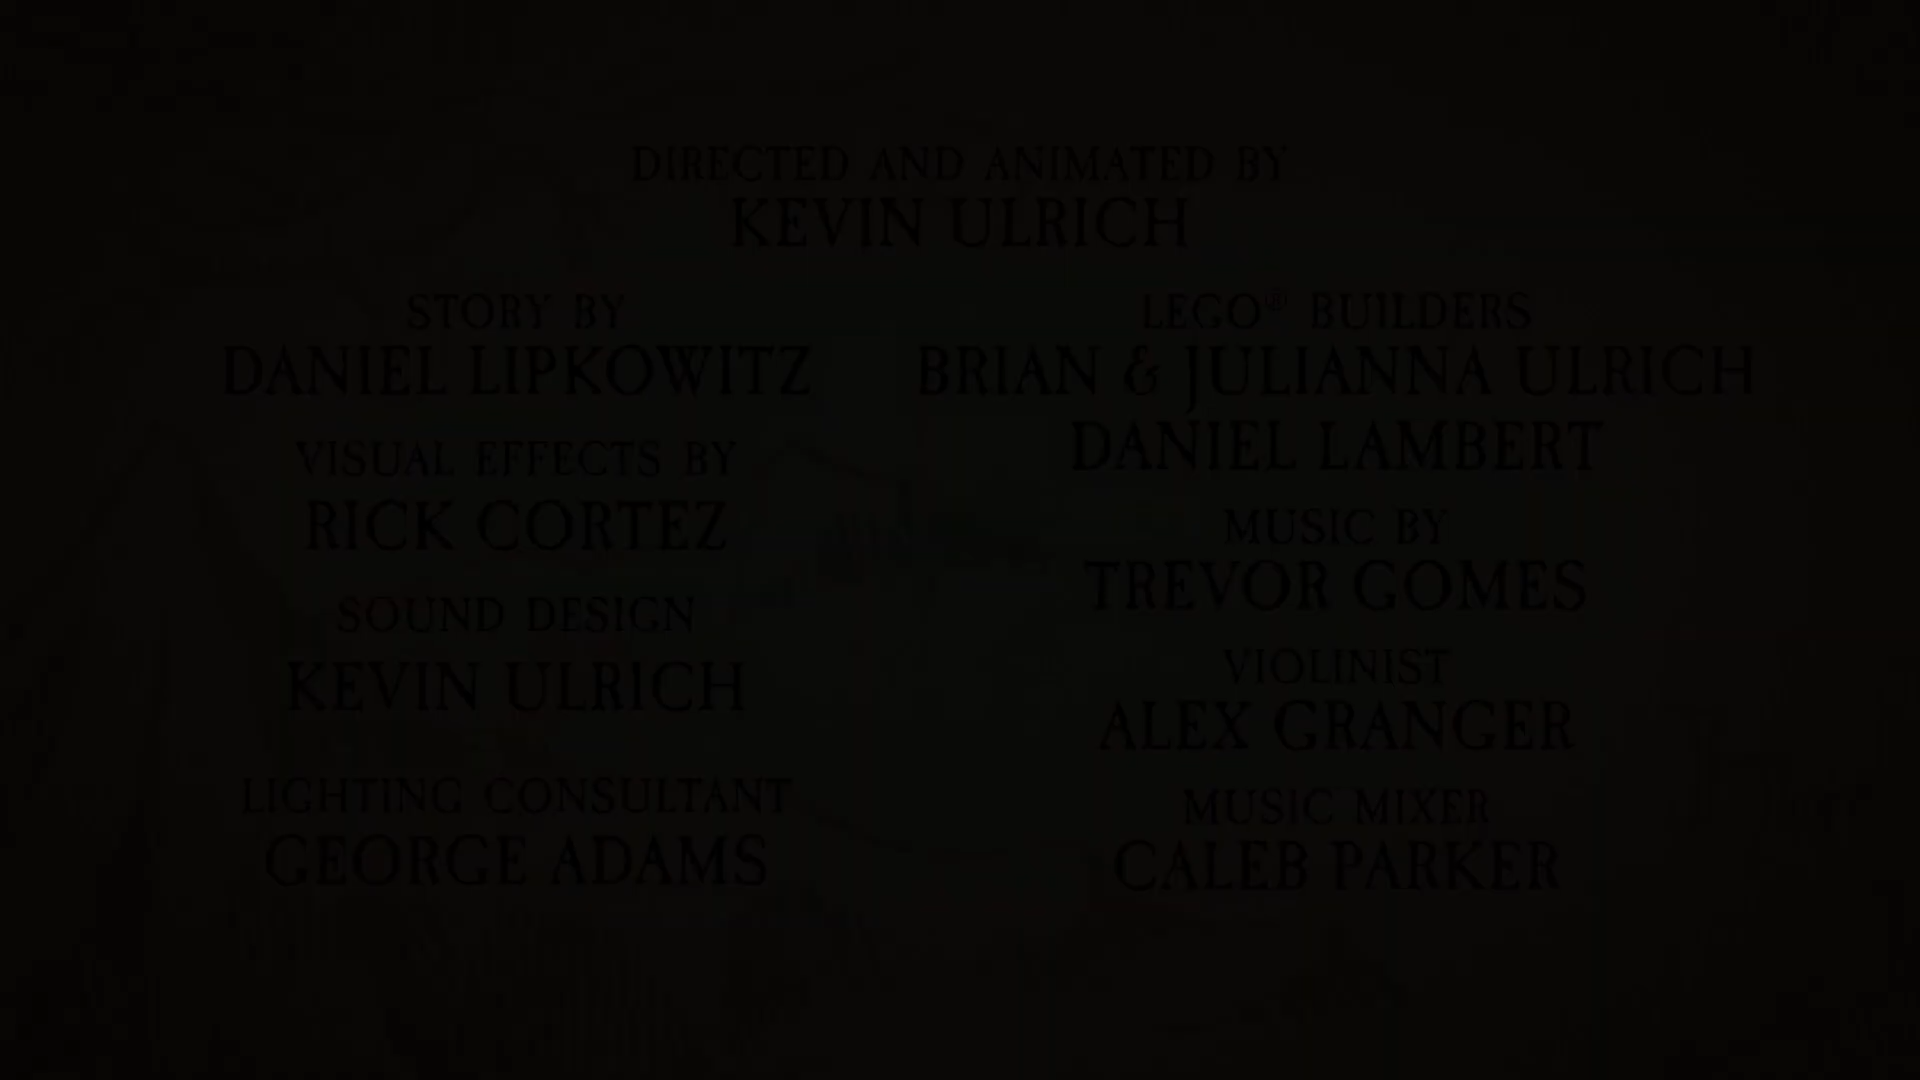 DIRECTED AND ANIMATED BY
KEVIN ULRICH
STORY BY
DANIEL LIPKOWITZ
VISUAL EFFECTS BY
RICK CORTEZ
SOUND DESIGN
KEVIN ULRICH
LIGHTING CONSULTANT
GEORGE ADAMS
LEGO® BUILDERS
BRIAN & JULIANNA ULRICH
DANIEL LAMBERT
MUSIC BY
TREVOR GOMES
VIOLINIST
ALEX GRANGER
MUSIC MIXER
CALEB PARKER